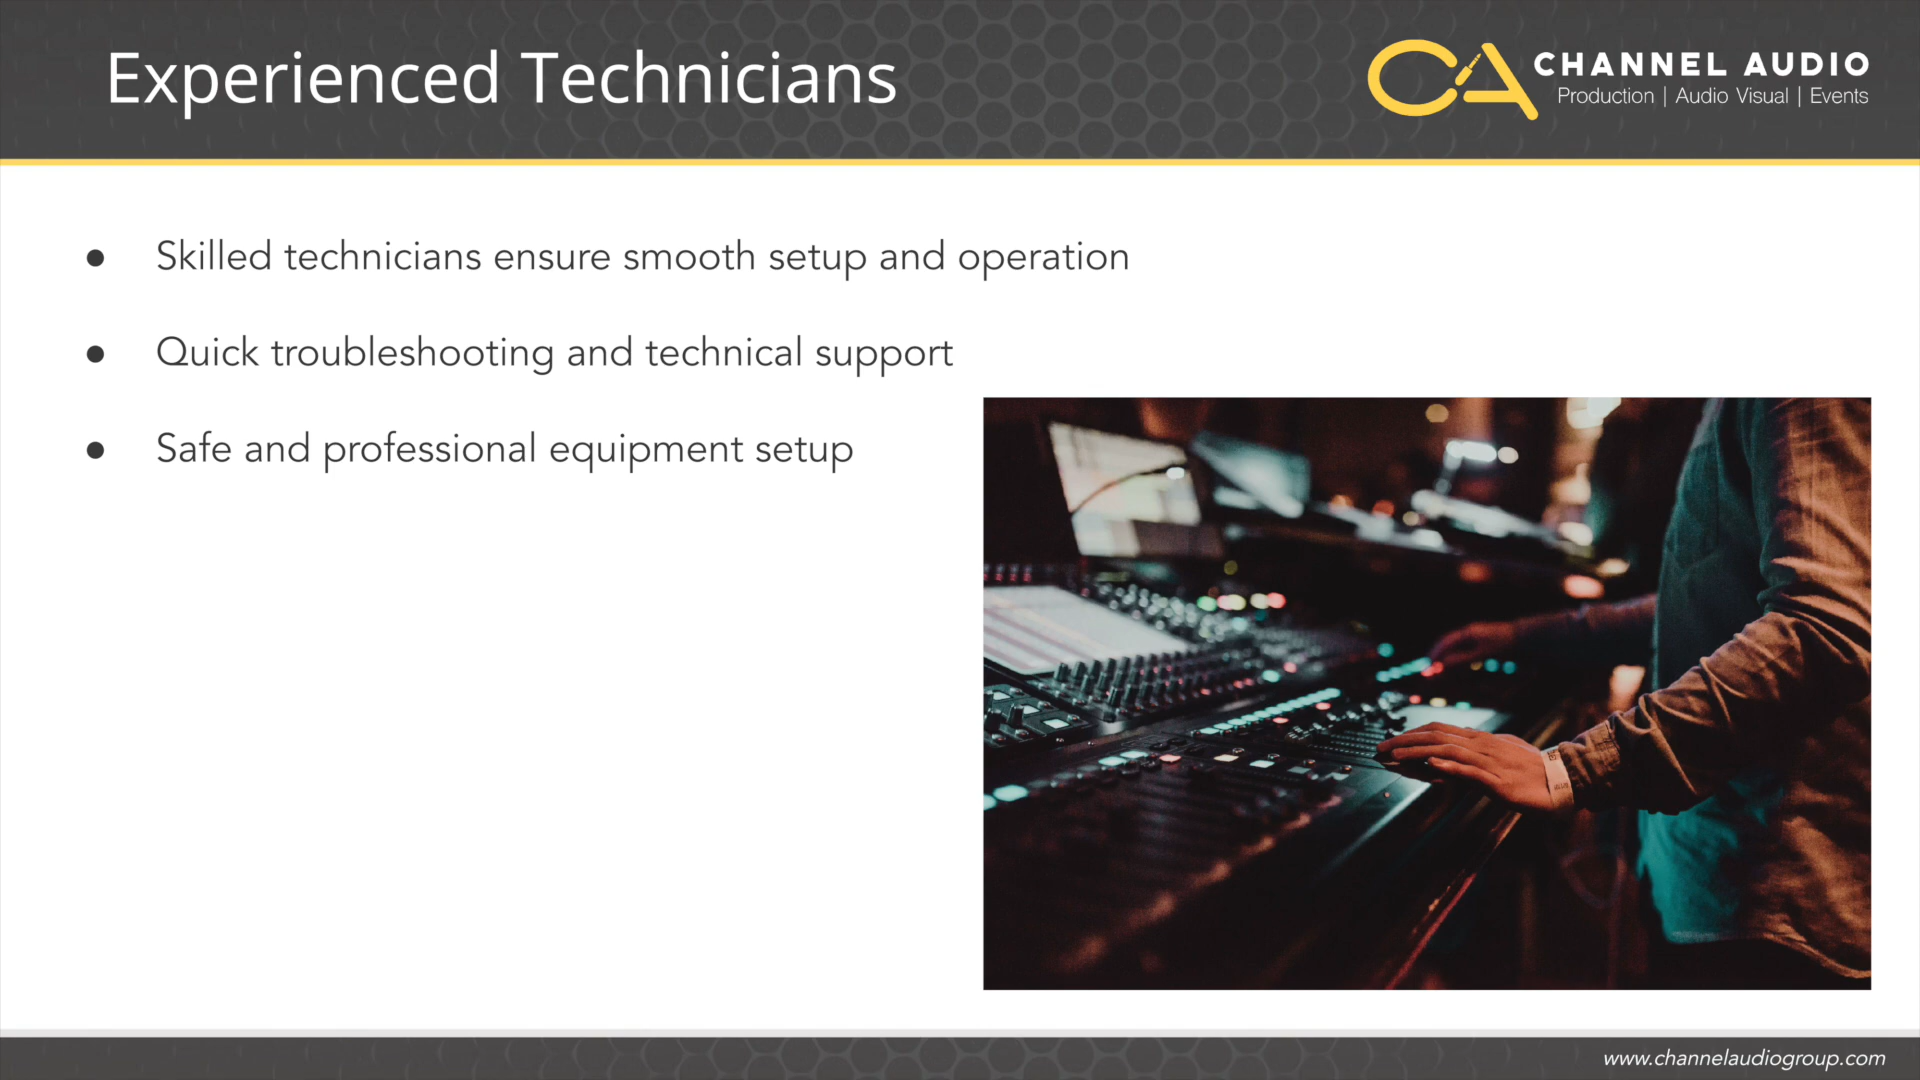 Experienced Technicians
CHANNEL AUDIO
Production | Audio Visual | Events
● Skilled technicians ensure smooth setup and operation
● Quick troubleshooting and technical support
● Safe and professional equipment setup
www.channelaudiogroup.com